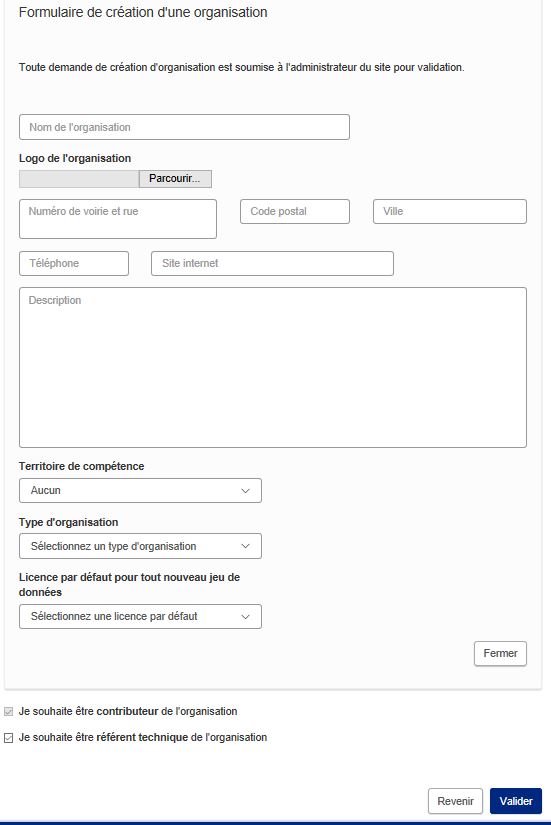 Formulaire de création d'une organisation
Toute demande de création d'organisation est soumise à l'administrateur du site pour validation.
Nom de l'organisation
Logo de l'organisation
Parcourir...
Numéro de voirie et rue
Code postal
Ville
Téléphone
Site internet
Description
Territoire de compétence
Aucun
Type d'organisation
Sélectionnez un type d'organisation
Licence par défaut pour tout nouveau jeu de
données
Sélectionnez une licence par défaut
Fermer
Je souhaite être contributeur de l'organisation
Je souhaite être référent technique de l'organisation
Revenir
Valider